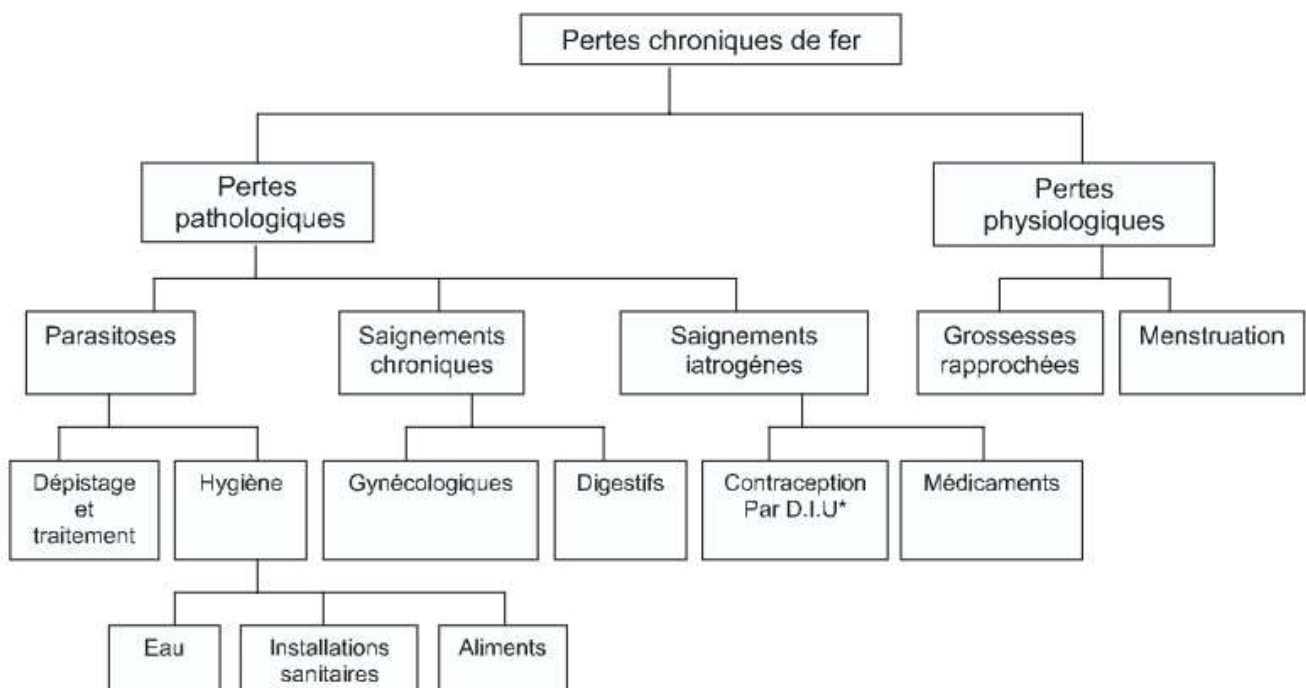 Pertes chroniques de fer
Pertes
pathologiques
Pertes
physiologiques
Parasitoses
Saignements
chroniques
Saignements
iatrogénes
Grossesses
rapprochées
Menstruation
Dépistage
et
traitement
Hygiène
Gynécologiques
Digestifs
Contraception
Par D.I.U*
Médicaments
Eau
Installations
sanitaires
Aliments